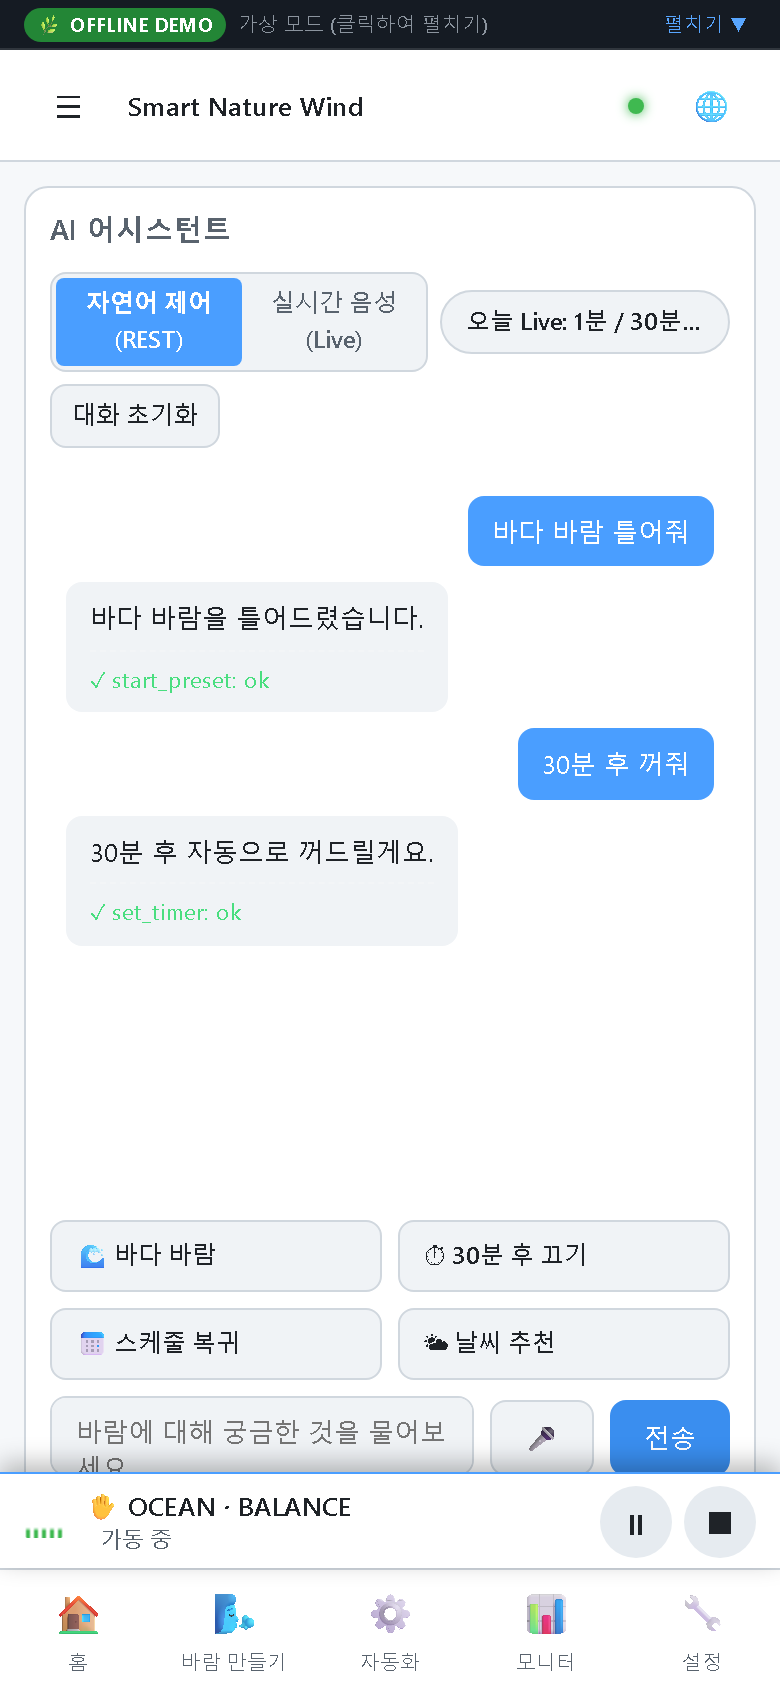 OFFLINE DEMO 가상 모드 (클릭하여 펼치기) 펼치기 ▼
Smart Nature Wind
AI 어시스턴트
자연어 제어
(REST)
실시간 음성
(Live)
오늘 Live: 1분 / 30분...
대화 초기화
바다 바람 틀어줘
바다 바람을 틀어드렸습니다.
✓ start_preset: ok
30분 후 꺼줘
30분 후 자동으로 꺼드릴게요.
✓ set_timer: ok
바다 바람
30분 후 끄기
스케줄 복귀
날씨 추천
바람에 대해 궁금한 것을 물어보
세요
전송
OCEAN · BALANCE
가동 중
홈
바람 만들기
자동화
모니터
설정